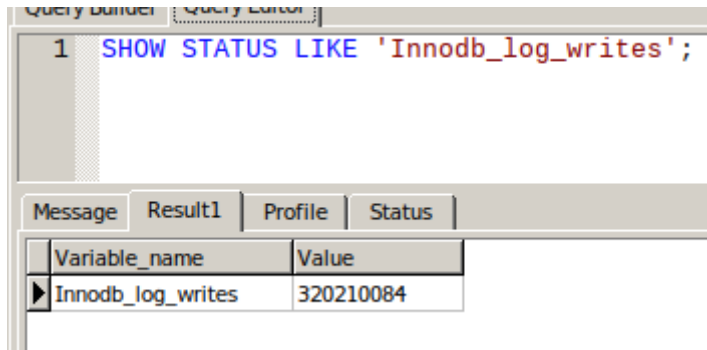 Query Builder Query Editor
1 SHOW STATUS LIKE 'Innodb_log_writes';
Message Result1 Profile Status
Variable_name Value
Innodb_log_writes 320210084